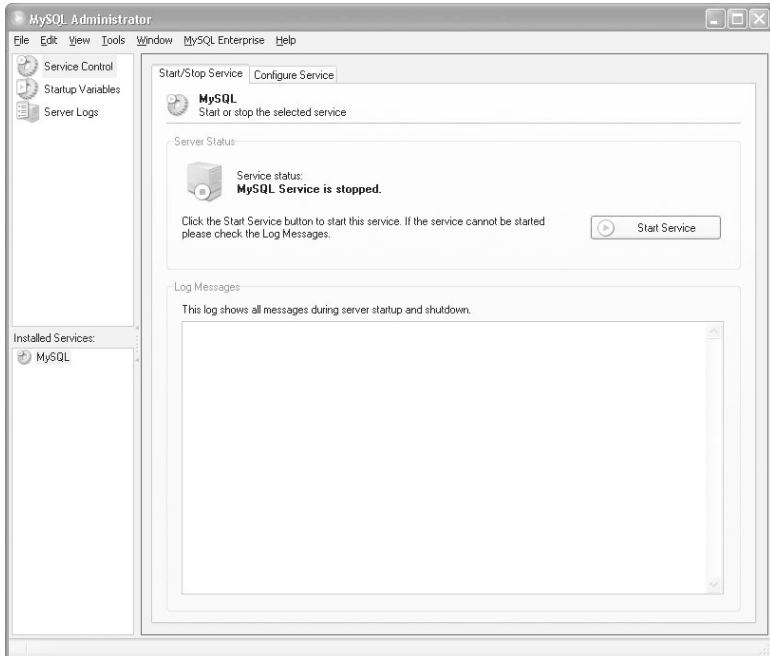 MySQL Administrator
File Edit View Tools Window MySQL Enterprise Help
Service Control
Startup Variables
Server Logs
Installed Services:
MySQL
Start/Stop Service Configure Service
MySQL
Start or stop the selected service
Server Status
Service status:
MySQL Service is stopped.
Click the Start Service button to start this service. If the service cannot be started
please check the Log Messages.
Start Service
Log Messages
This log shows all messages during server startup and shutdown.